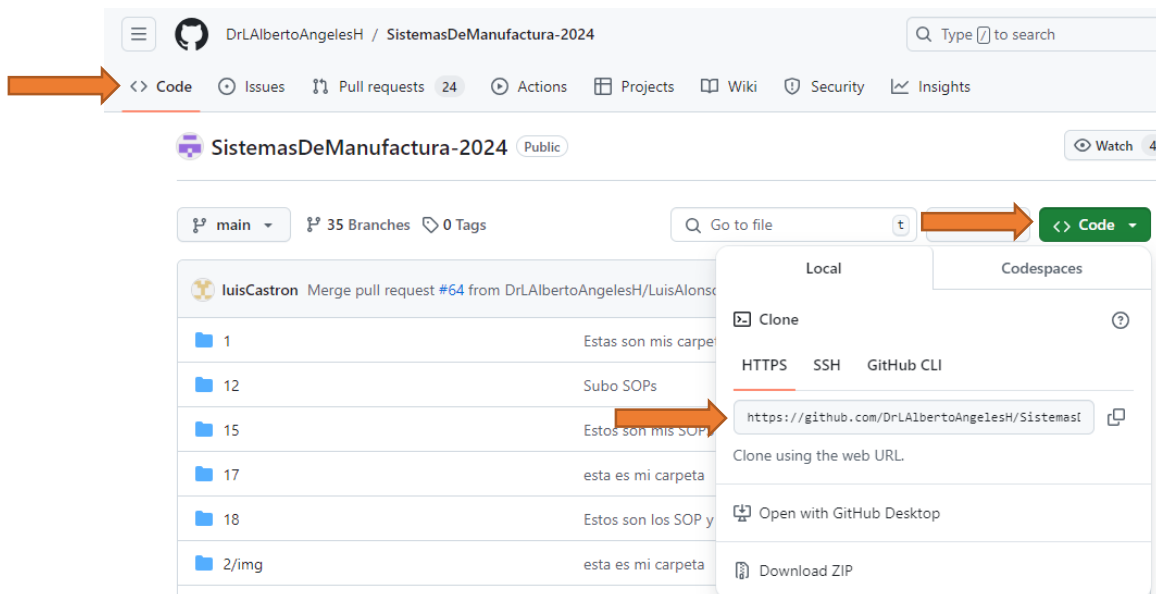 DrLAlbertoAngelesH / SistemasDeManufactura-2024
Type / to search
<> Code Issues Pull requests 24 Actions Projects Wiki Security Insights
SistemasDeManufactura-2024 Public
Watch 4
main 35 Branches 0 Tags
Go to file t
<> Code
luisCastron Merge pull request #64 from DrLAlbertoAngelesH/LuisAlonso
1 Estas son mis carpet
12 Subo SOPs
15 Estos son mis SOP
17 esta es mi carpeta
18 Estos son los SOP y
2/img esta es mi carpeta
Local Codespaces
Clone
HTTPS SSH GitHub CLI
https://github.com/DrLAlbertoAngelesH/Sistemas
Clone using the web URL.
Open with GitHub Desktop
Download ZIP